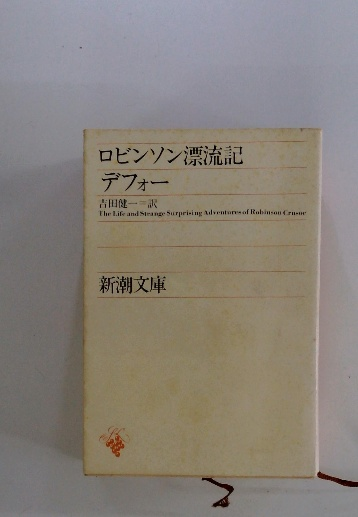 ロビンソン漂流記
デフォー
吉田健一=訳
The Life and Strange Surprising Adventures of Robinson Crusoe
新潮文庫